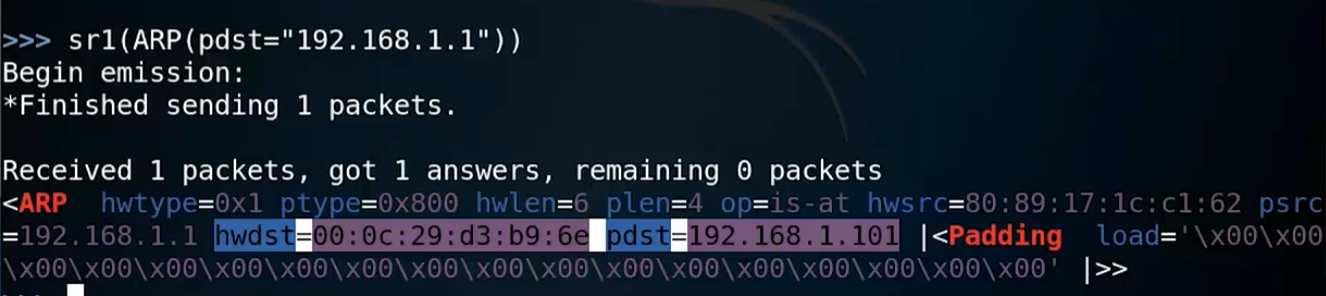 >>> sr1(ARP(pdst="192.168.1.1"))
Begin emission:
*Finished sending 1 packets.
Received 1 packets, got 1 answers, remaining 0 packets
<ARP  hwtype=0x1 ptype=0x800 hwlen=6 plen=4 op=is-at hwsrc=80:89:17:1c:c1:62 psrc
=192.168.1.1 hwdst=00:0c:29:d3:b9:6e pdst=192.168.1.101 |<Padding  load='\x00\x00
\x00\x00\x00\x00\x00\x00\x00\x00\x00\x00\x00\x00\x00\x00' |>>
>>>